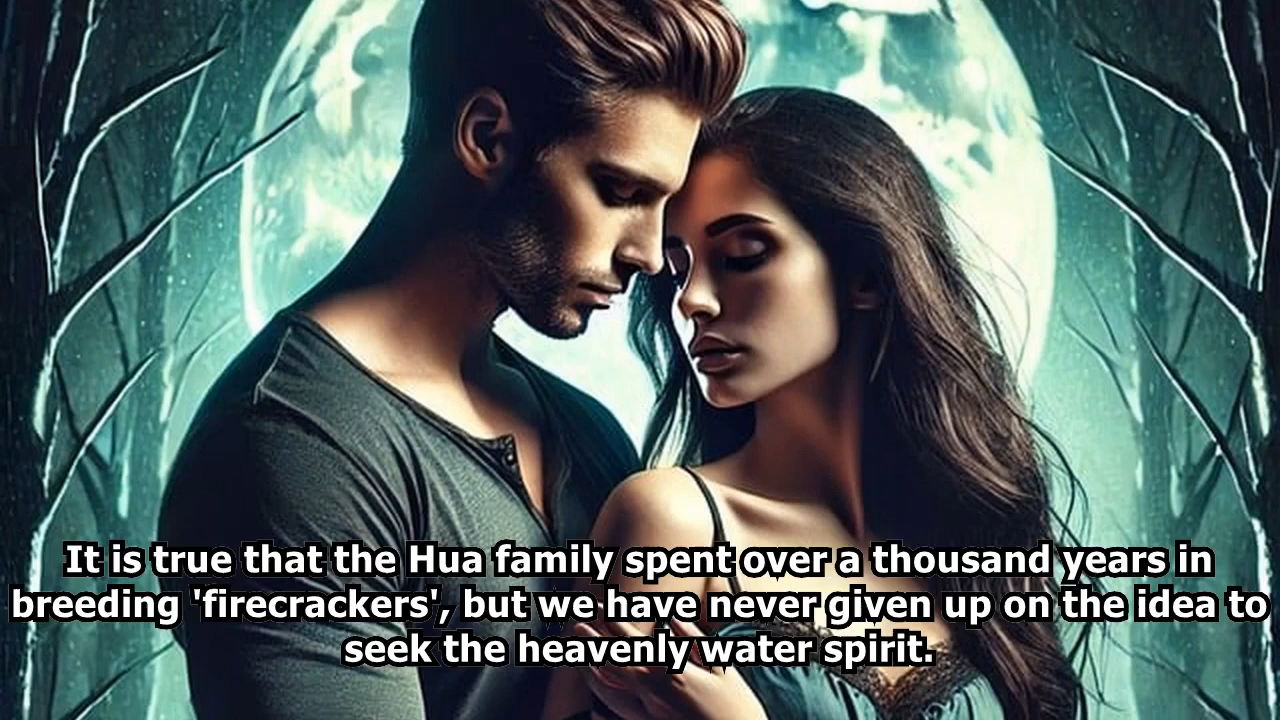 It is true that the Hua family spent over a thousand years in
breeding 'firecrackers', but we have never given up on the idea to
seek the heavenly water spirit.